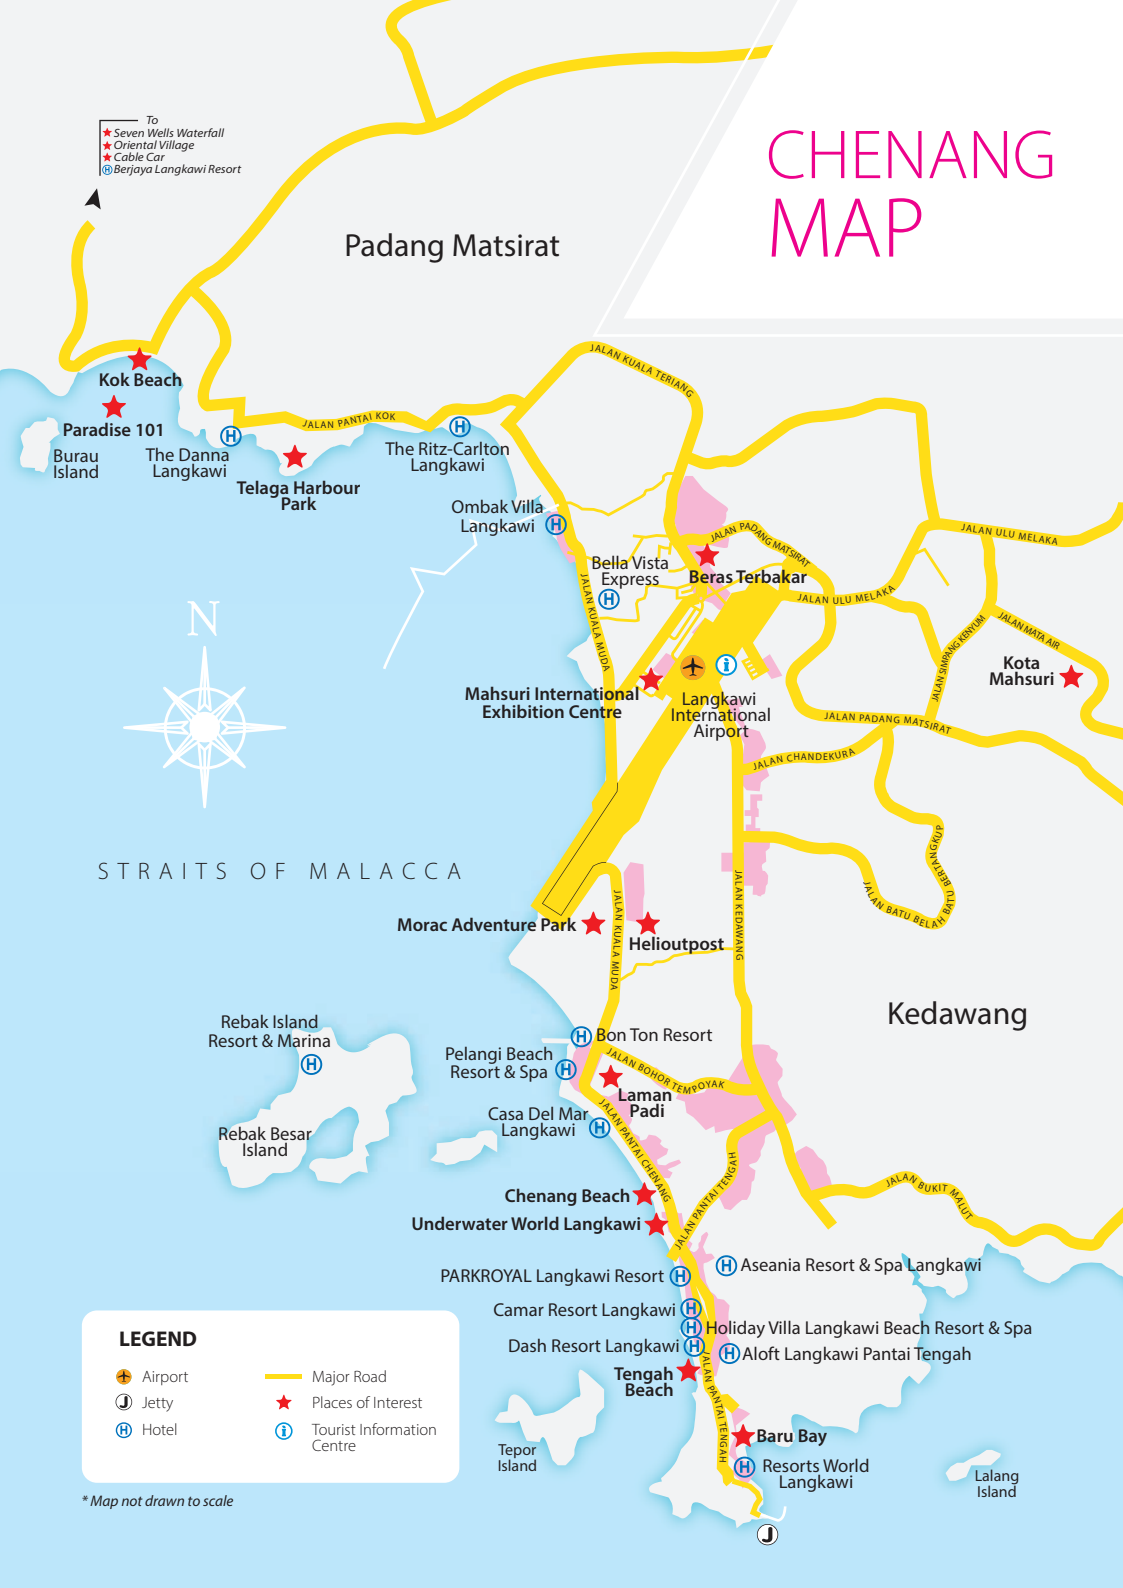 CHENANG
MAP
To
Seven Wells Waterfall
Oriental Village
Cable Car
H Berjaya Langkawi Resort
Padang Matsirat
JALAN KUALA TERIANG
Kok Beach
Paradise 101
Burau
Island
H
The Danna
Langkawi
JALAN PANTAI KOK
Telaga Harbour
Park
H
The Ritz-Carlton
Langkawi
Ombak Villa
Langkawi H
JALAN PADANG MATSIRAT
JALAN ULU MELAKA
Bella Vista
Express
H
Beras Terbakar
JALAN ULU MELAKA
JALAN KUALA MUDA
N
JALAN SIMPANG KENYUM
JALAN MATA AIR
Kota
Mahsuri
Mahsuri International
Exhibition Centre
i
Langkawi
International
Airport
JALAN PADANG MATSIRAT
JALAN CHANDEKURA
STRAITS OF MALACCA
JALAN KEDAWANG
JALAN BATU BELAH BATU BERTANGKUP
Morac Adventure Park
JALAN KUALA MUDA
Helioutpost
Kedawang
Rebak Island
Resort & Marina
H
H Bon Ton Resort
Pelangi Beach
Resort & Spa H
JALAN BOHOR TEMPOYAK
Laman
Padi
Casa Del Mar
Langkawi H
Rebak Besar
Island
JALAN PANTAI CHENANG
JALAN PANTAI TENGAH
Chenang Beach
JALAN BUKIT MALUT
Underwater World Langkawi
H Aseania Resort & Spa Langkawi
PARKROYAL Langkawi Resort H
Camar Resort Langkawi H
H Holiday Villa Langkawi Beach Resort & Spa
Dash Resort Langkawi H
H Aloft Langkawi Pantai Tengah
Tengah
Beach
JALAN PANTAI TENGAH
Baru Bay
Tepor
Island
H Resorts World
Langkawi
Lalang
Island
J
LEGEND
Airport
Major Road
J Jetty
Places of Interest
H Hotel
i Tourist Information
Centre
* Map not drawn to scale